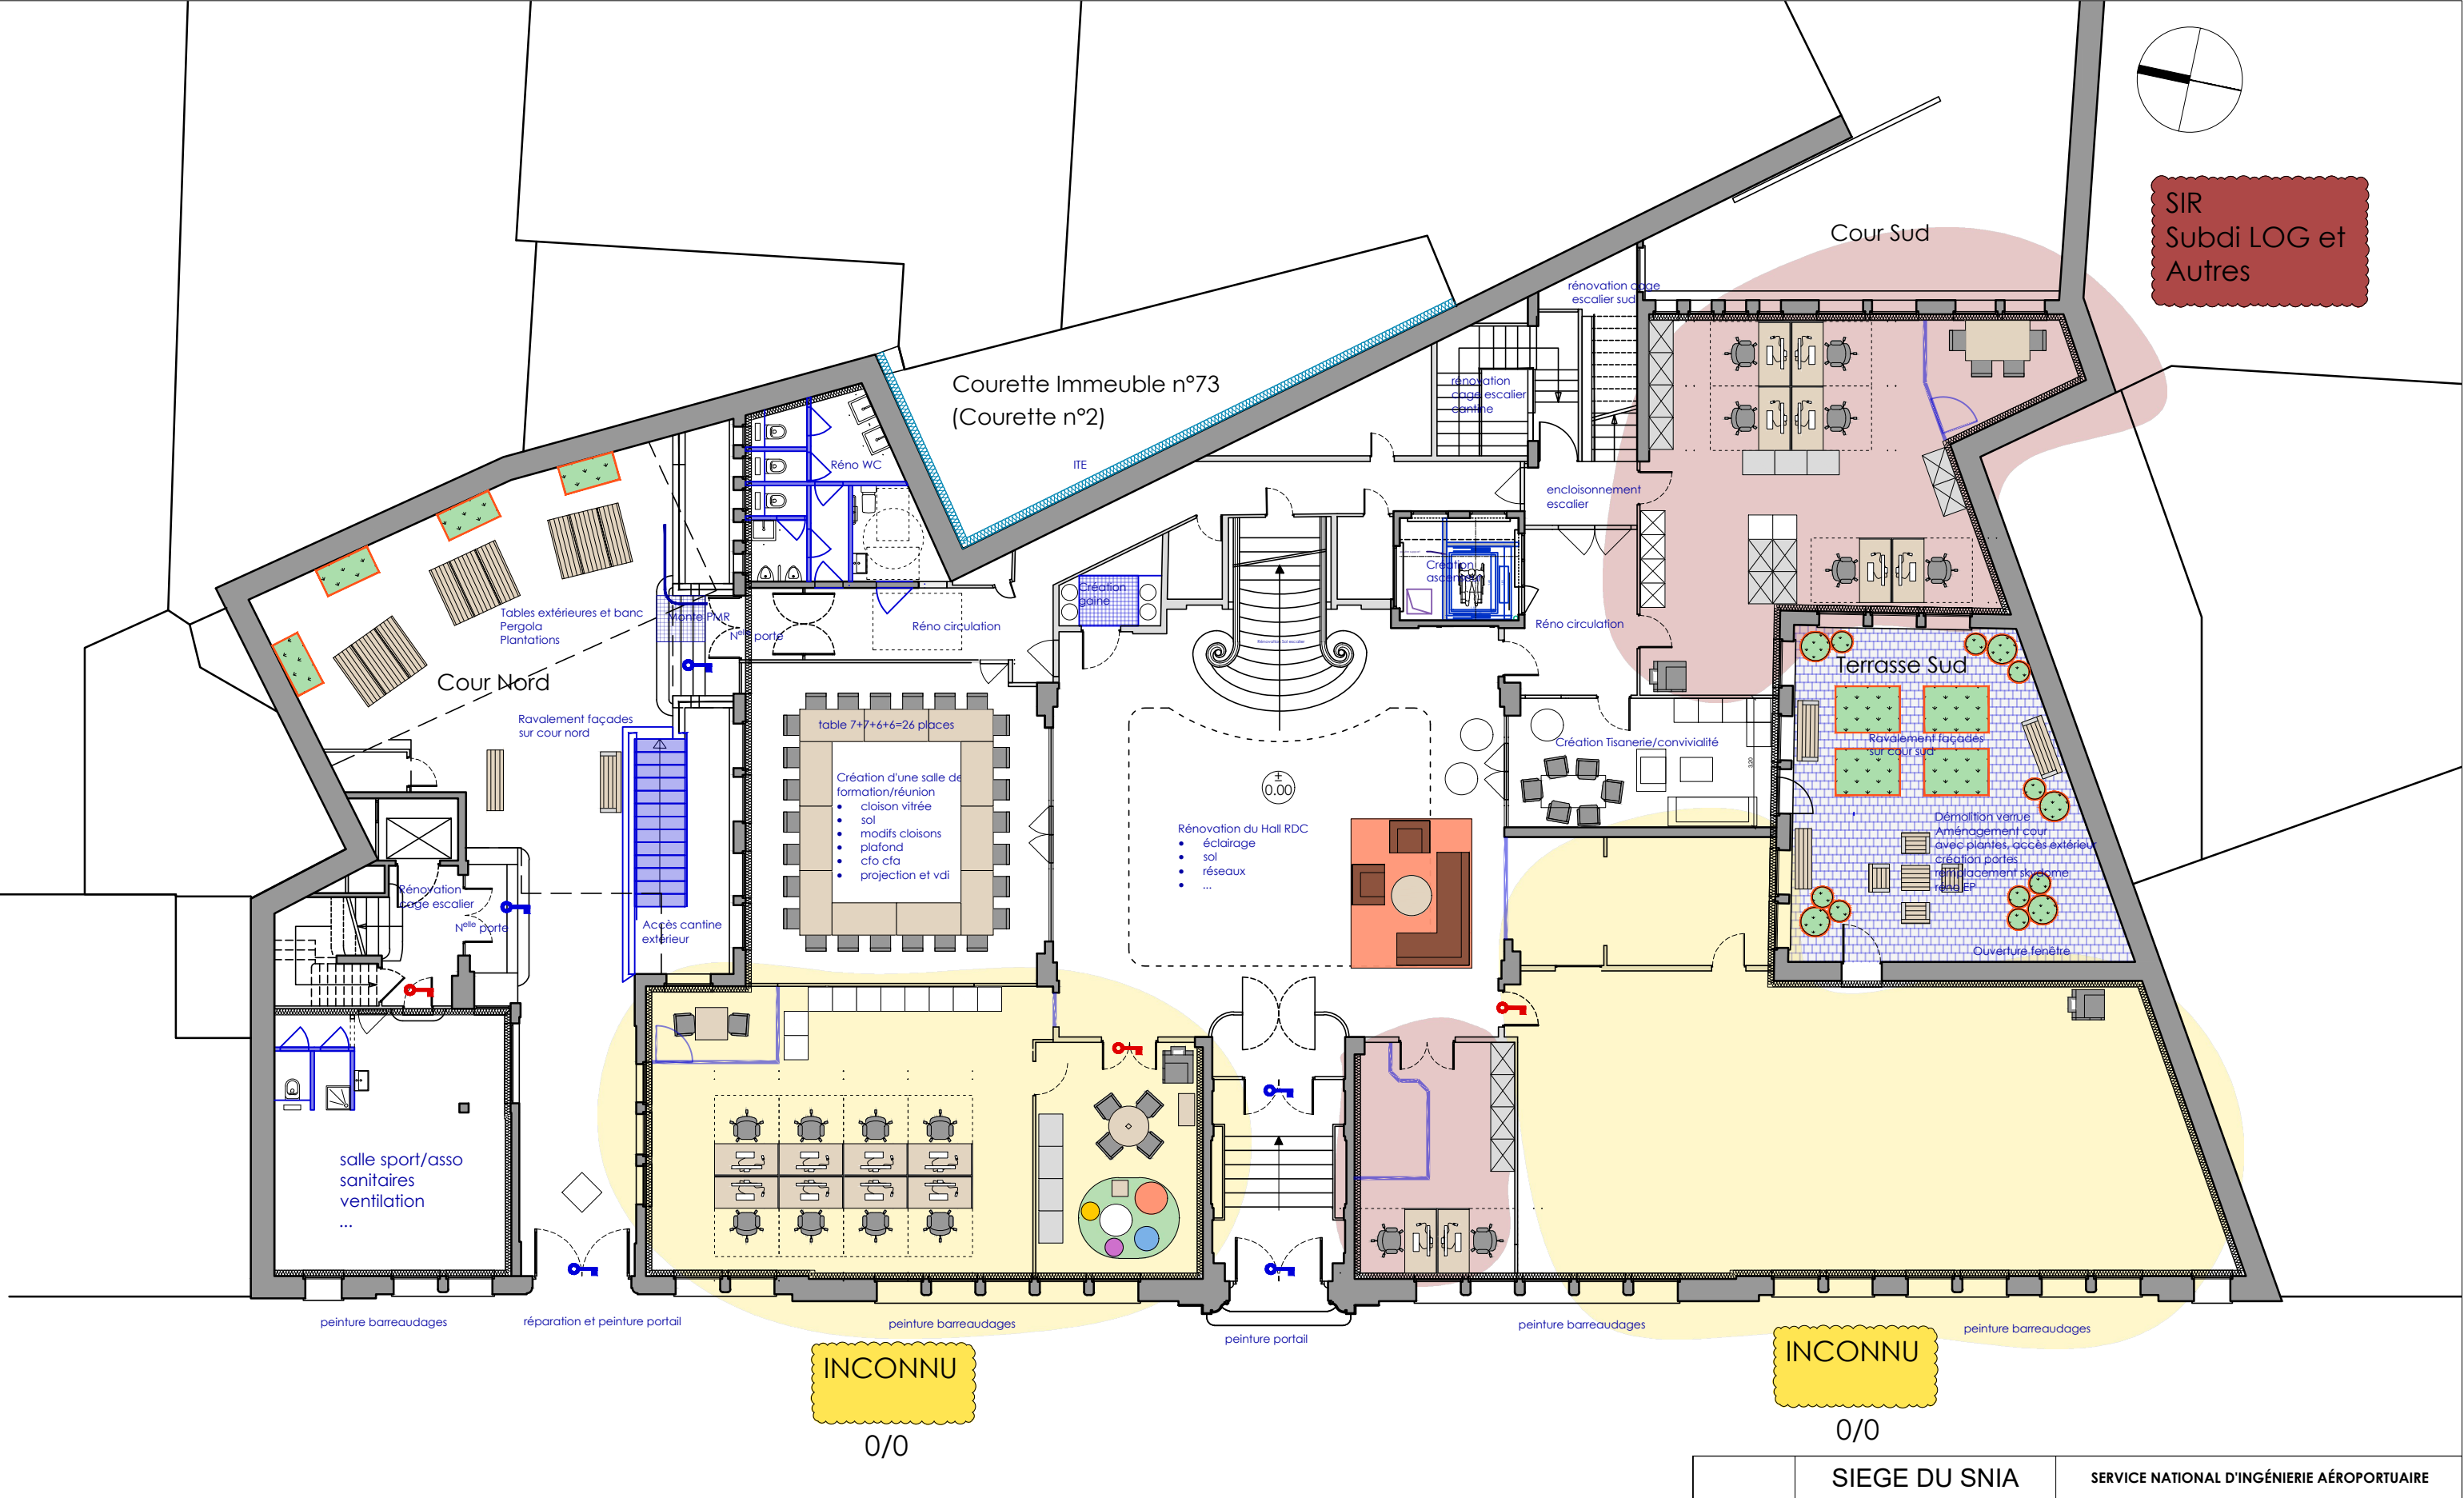 SIR
Subdi LOG et
Autres
Cour Sud
rénovation cage
escalier sud
Courette Immeuble n°73
(Courette n°2)
ITE
rénovation
cage escalier
cantine
Réno WC
encloisonnement
escalier
Création
ascenseur
Création
gaine
Tables extérieures et banc
Pergola
Plantations
Monte PMR
Nelle porte
Réno circulation
Réno circulation
Rénovation sol escalier
Cour Nord
Terrasse Sud
Ravalement façades
sur cour nord
table 7+7+6+6=26 places
Création Tisanerie/convivialité
320
Ravalement façades
sur cour sud
Création d'une salle de
formation/réunion
• cloison vitrée
• sol
• modifs cloisons
• plafond
• cfo cfa
• projection et vdi
±
0.00
Rénovation du Hall RDC
• éclairage
• sol
• réseaux
• ...
Démolition verrue
Aménagement cour
avec plantes, accès extérieur
création portes
remplacement skydome
réno EP
Rénovation
cage escalier
Nelle porte
Accès cantine
extérieur
Ouverture fenêtre
salle sport/asso
sanitaires
ventilation
...
peinture barreaudages
réparation et peinture portail
peinture barreaudages
peinture portail
peinture barreaudages
peinture barreaudages
INCONNU
0/0
INCONNU
0/0
SIEGE DU SNIA
SERVICE NATIONAL D'INGÉNIERIE AÉROPORTUAIRE